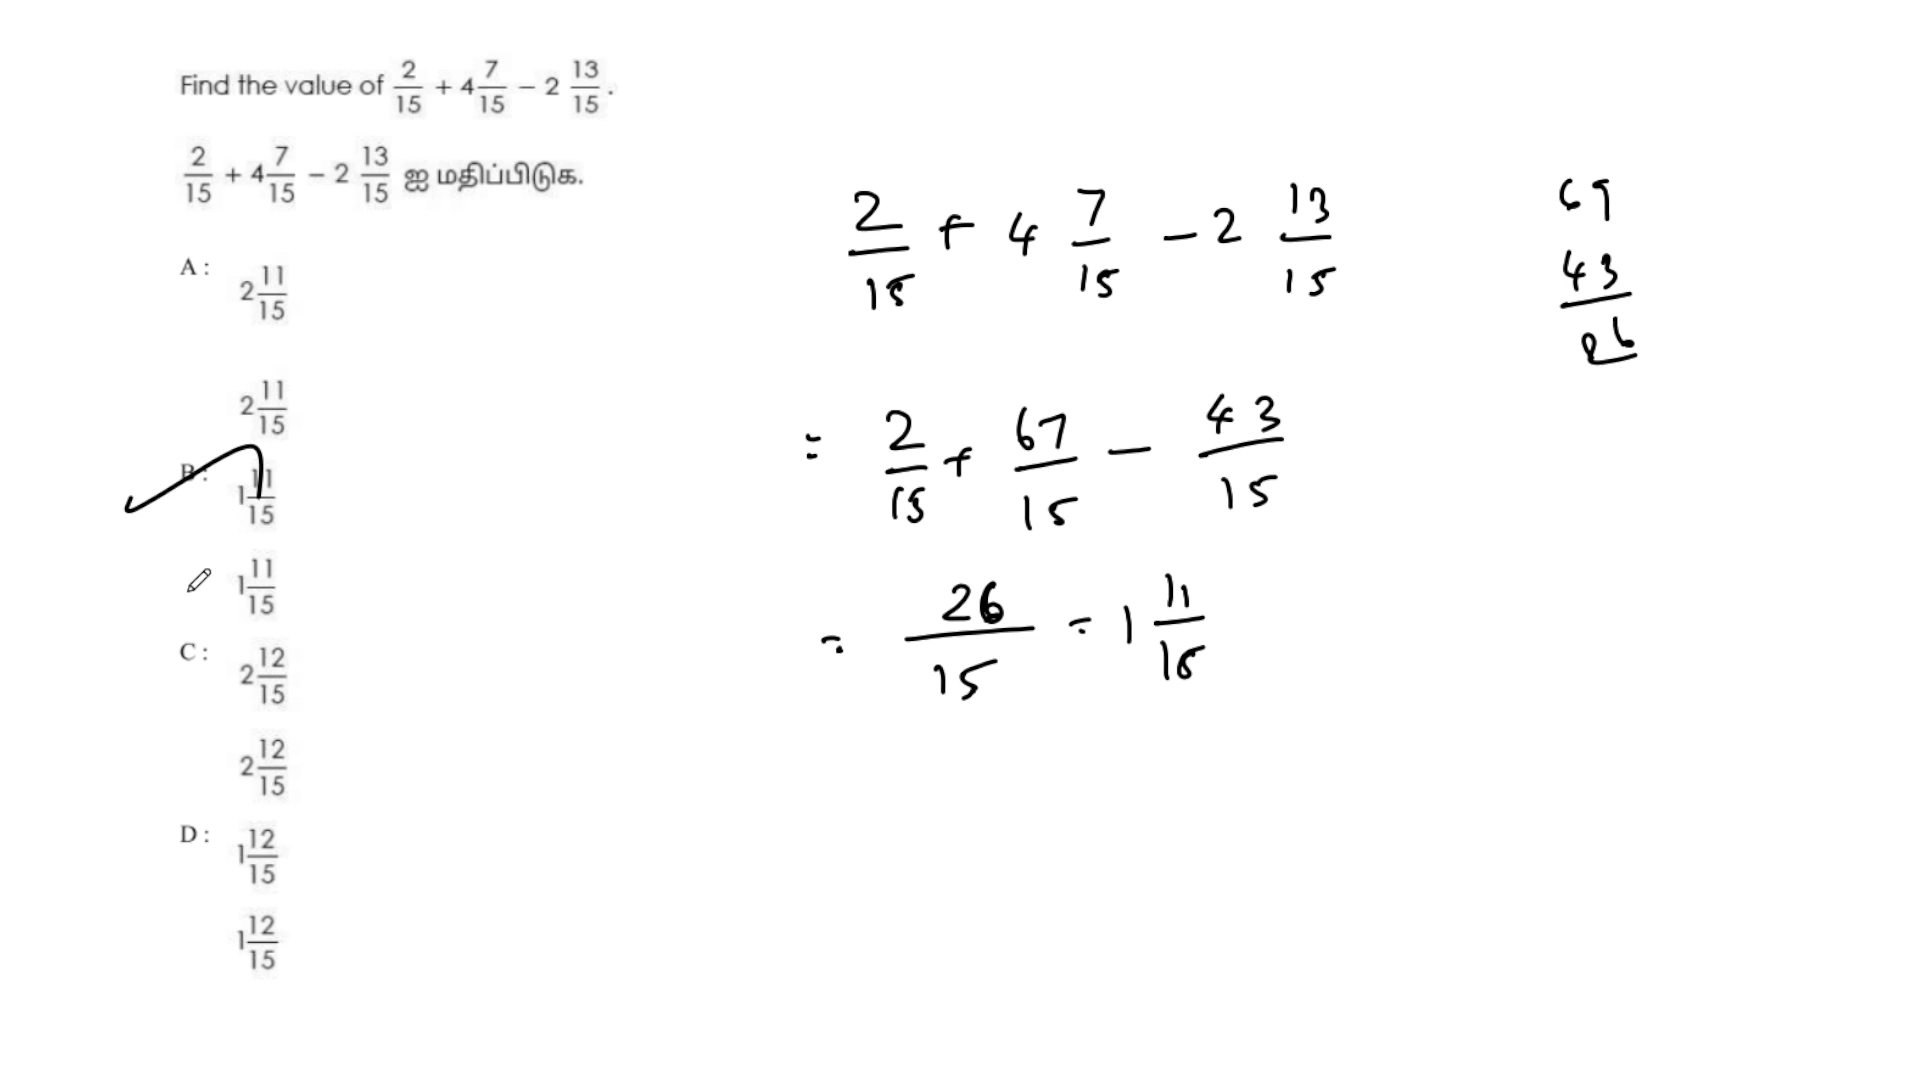 Find the value of 2/15 + 4 7/15 − 2 13/15 .
2/15 + 4 7/15 − 2 13/15 ஐ மதிப்பிடுக.
A : 2 11/15
2 11/15
B : 1 11/15
1 11/15
C : 2 12/15
2 12/15
D : 1 12/15
1 12/15
2/15 + 4 7/15 − 2 13/15
= 2/15 + 67/15 − 43/15
= 26/15 = 1 11/15
69
43
26